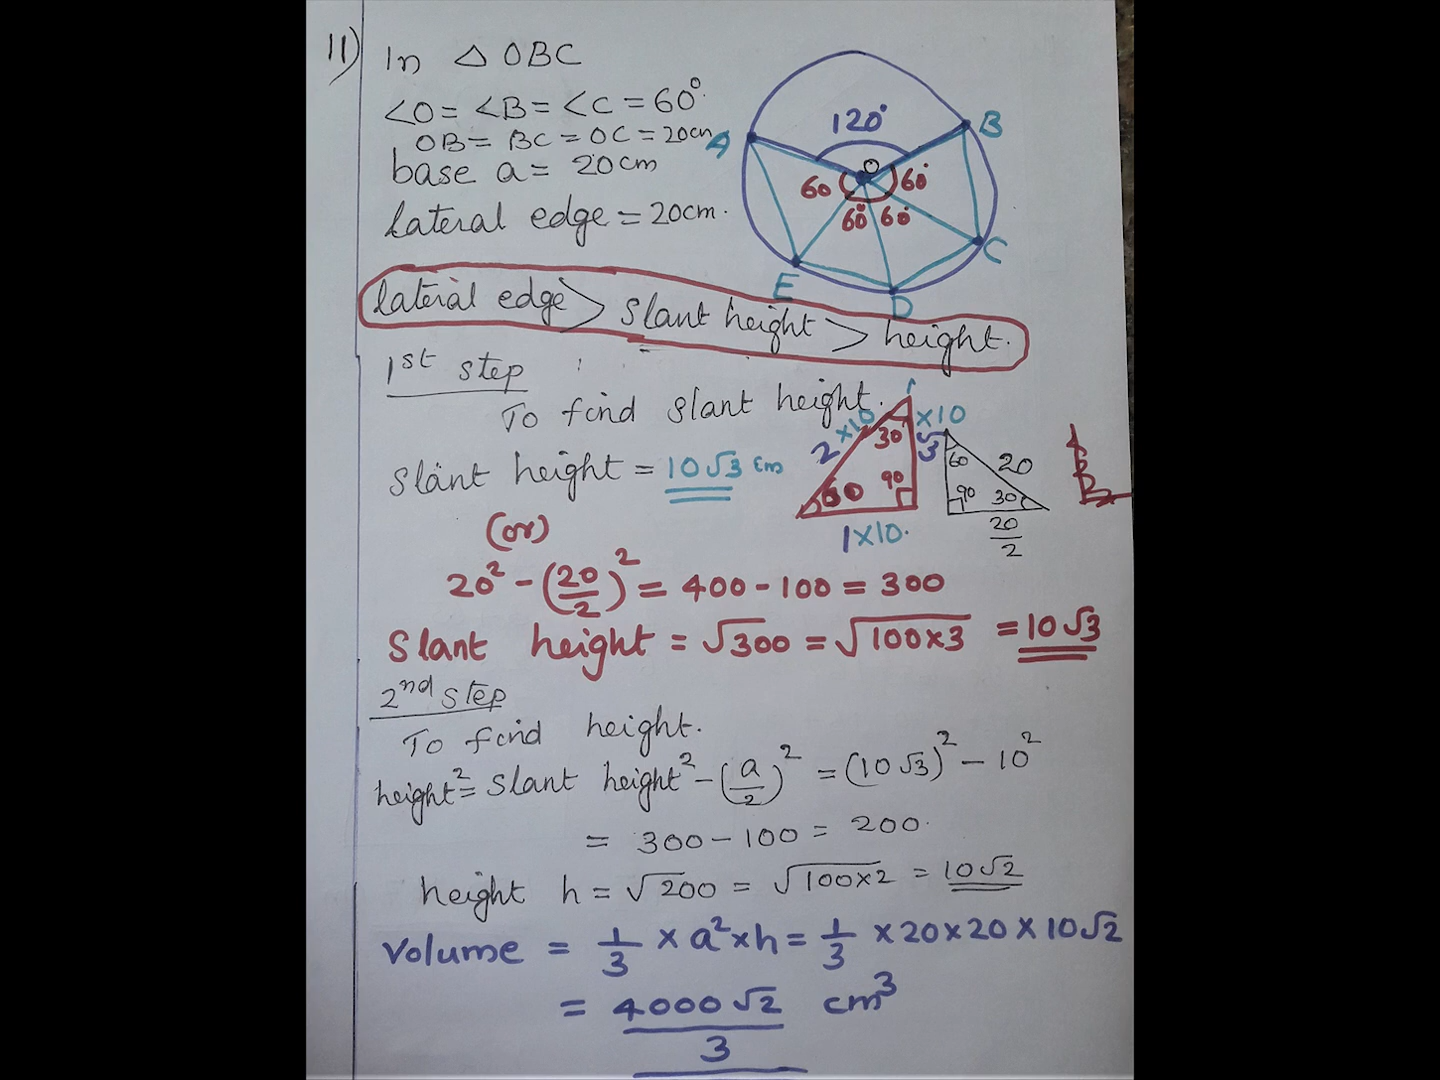 11) In △ OBC
∠O = ∠B = ∠C = 60°.
OB = BC = OC = 20cm
base a = 20cm
Lateral edge = 20cm.
A
120°
B
O
60
60°
60°
60°
C
E
D
Lateral edge > Slant height > height.
1st step
To find slant height.
Slant height = 10√3 cm
2 ×10
30
×10
√3
60
90
1×10.
60
20
90
30
20/2
(or)
20² - (20/2)² = 400 - 100 = 300
Slant height = √300 = √100×3 = 10√3
2nd step
To find height.
height² = Slant height² - (a/2)² = (10√3)² - 10²
= 300 - 100 = 200.
height h = √200 = √100×2 = 10√2
Volume = 1/3 × a² × h = 1/3 × 20 × 20 × 10√2
= 4000√2/3 cm³